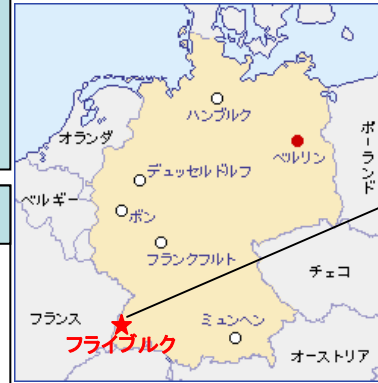 ハンブルク
オランダ
ベルリン
ポーランド
デュッセルドルフ
ベルギー
ボン
フランクフルト
チェコ
フランス
フライブルク
ミュンヘン
オーストリア